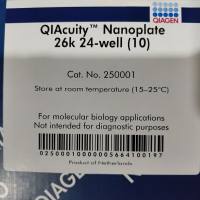 QIAcuity™ Nanoplate
26k 24-well (10)
QIAGEN
Cat. No. 250001
Store at room temperature (15–25°C)
For molecular biology applications
Not intended for diagnostic purposes
Product of Netherlands